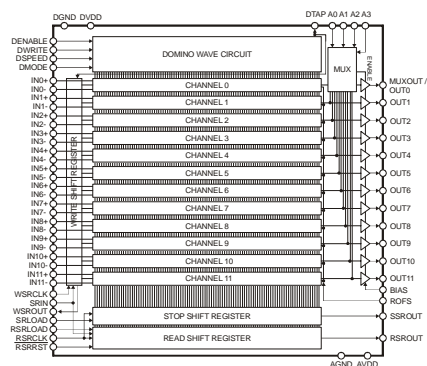 DGND DVDD DTAP A0 A1 A2 A3
DENABLE
DWRITE
DSPEED
DMODE
DOMINO WAVE CIRCUIT
MUX
ENABLE
IN0+
IN0-
IN1+
IN1-
IN2+
IN2-
IN3+
IN3-
IN4+
IN4-
IN5+
IN5-
IN6+
IN6-
IN7+
IN7-
IN8+
IN8-
IN9+
IN9-
IN10+
IN10-
IN11+
IN11-
WRITE SHIFT REGISTER
CHANNEL 0
CHANNEL 1
CHANNEL 2
CHANNEL 3
CHANNEL 4
CHANNEL 5
CHANNEL 6
CHANNEL 7
CHANNEL 8
CHANNEL 9
CHANNEL 10
CHANNEL 11
MUXOUT /
OUT0
OUT1
OUT2
OUT3
OUT4
OUT5
OUT6
OUT7
OUT8
OUT9
OUT10
OUT11
BIAS
ROFS
WSRCLK
SRIN
WSROUT
SRLOAD
RSRLOAD
RSRCLK
RSRRST
STOP SHIFT REGISTER
READ SHIFT REGISTER
SSROUT
RSROUT
AGND AVDD